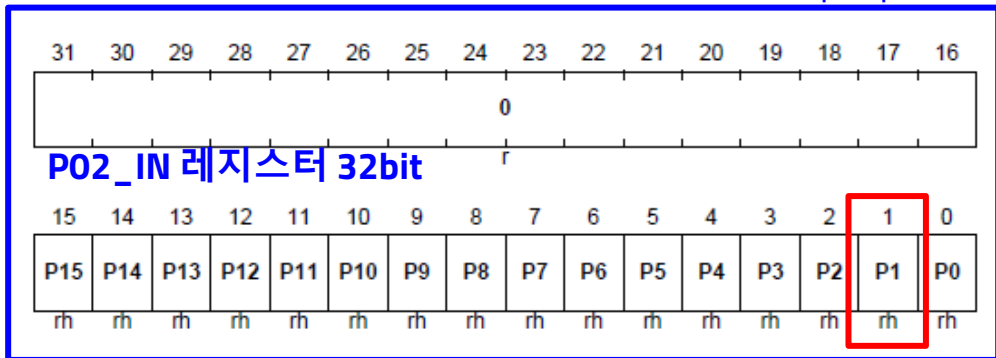 31 30 29 28 27 26 25 24 23 22 21 20 19 18 17 16
0
r
P02_IN 레지스터 32bit
15 14 13 12 11 10 9 8 7 6 5 4 3 2 1 0
P15 P14 P13 P12 P11 P10 P9 P8 P7 P6 P5 P4 P3 P2 P1 P0
rh rh rh rh rh rh rh rh rh rh rh rh rh rh rh rh